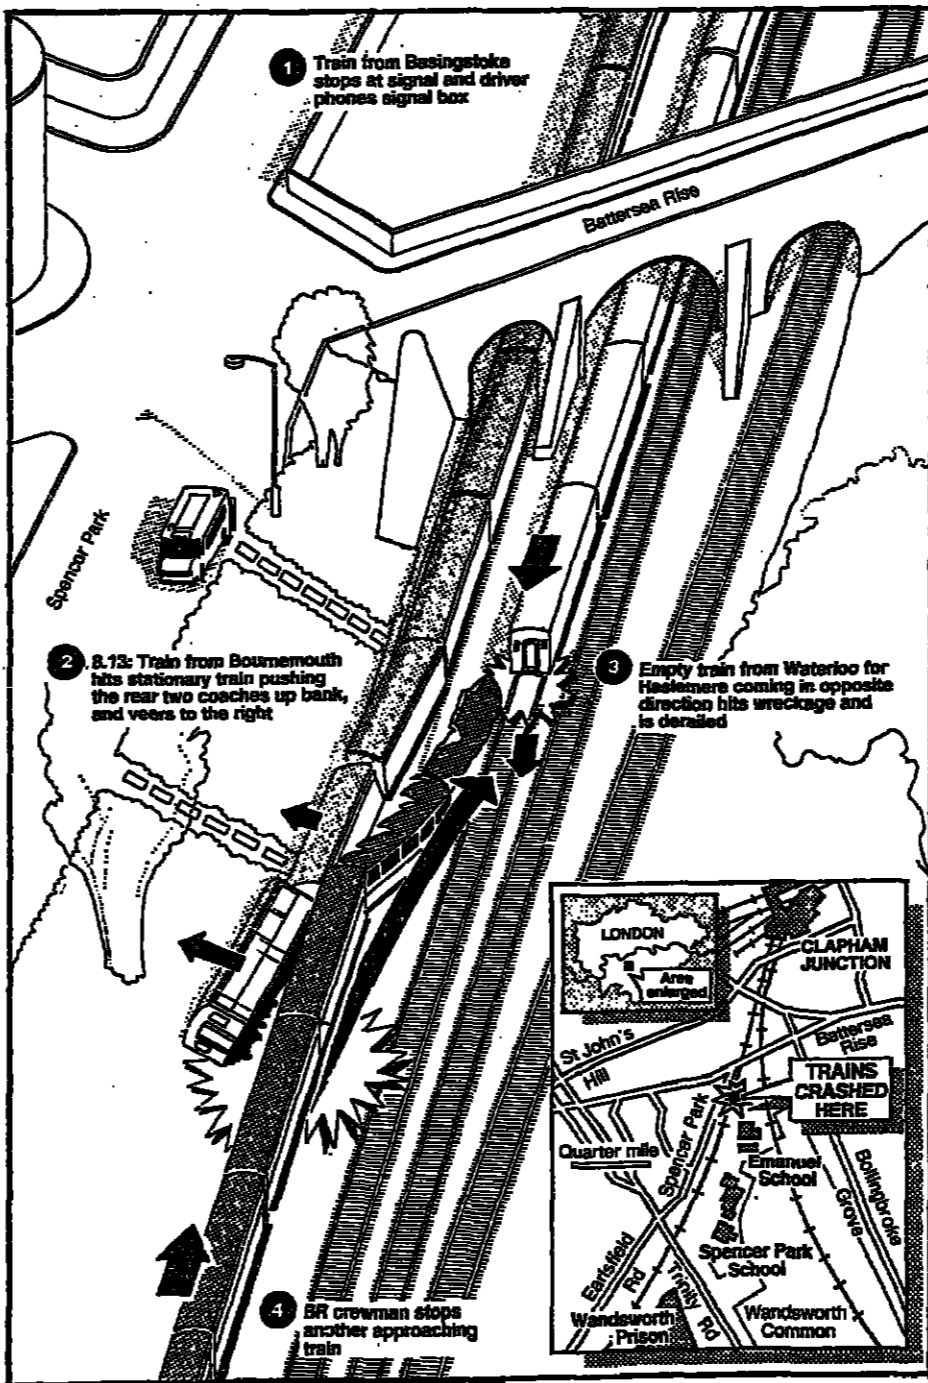 1 Train from Basingstoke
stops at signal and driver
phones signal box
Battersea Rise
Spencer Park
2 8.13: Train from Bournemouth
hits stationary train pushing
the rear two coaches up bank,
and veers to the right
3 Empty train from Waterloo for
Haslemere coming in opposite
direction hits wreckage and
is derailed
4 BR crewman stops
another approaching
train
LONDON
Area
enlarged
CLAPHAM
JUNCTION
St John's
Hill
Battersea
Rise
TRAINS
CRASHED
HERE
Quarter mile
Spencer Park
Emanuel
School
Bollingbroke
Grove
Spencer Park
School
Earlsfield
Rd
Trinity
Rd
Wandsworth
Prison
Wandsworth
Common